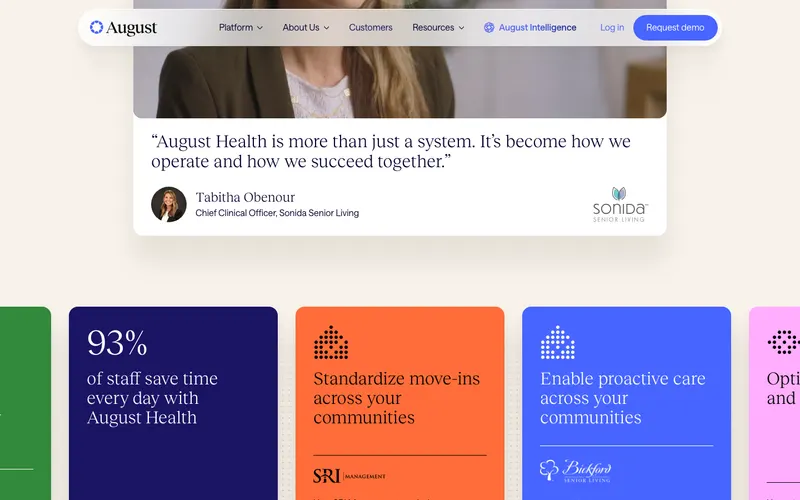 August
Platform
About Us
Customers
Resources
August Intelligence
Log in
Request demo
“August Health is more than just a system. It’s become how we
operate and how we succeed together.”
Tabitha Obenour
Chief Clinical Officer, Sonida Senior Living
sonida™
SENIOR LIVING
93%
of staff save time
every day with
August Health
Standardize move-ins
across your
communities
SRI MANAGEMENT
Enable proactive care
across your
communities
Bickford
SENIOR LIVING
Opti
and